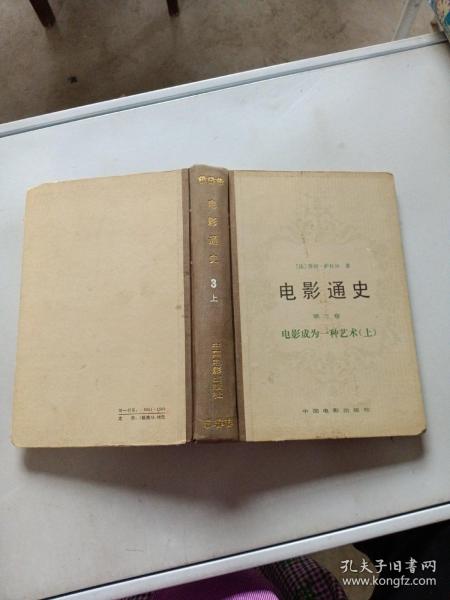 电影通史
3
上
中国电影出版社
〔法〕乔治·萨杜尔 著
电影通史
第三卷
电影成为一种艺术(上)
中国电影出版社
孔夫子旧书网
www.kongfz.com